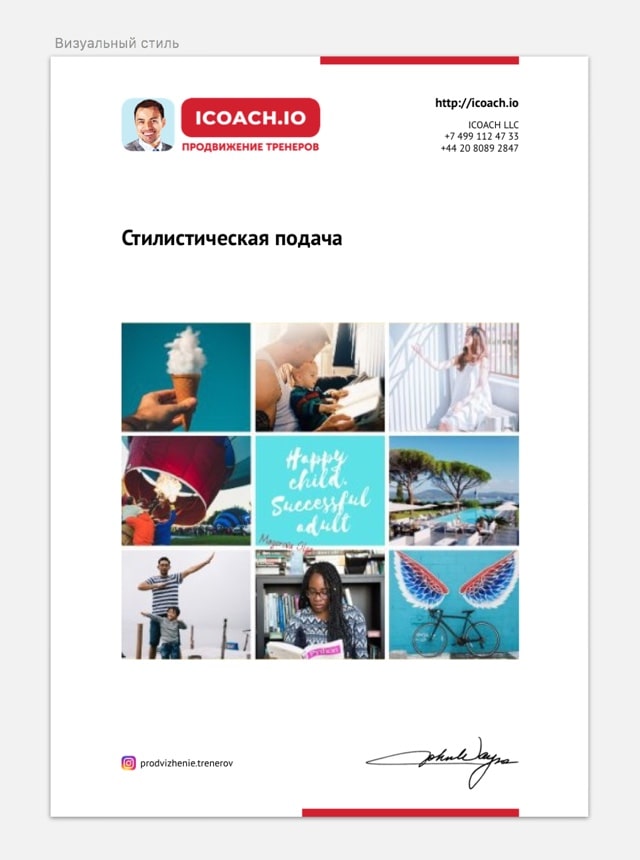 Визуальный стиль
ICOACH.IO
ПРОДВИЖЕНИЕ ТРЕНЕРОВ
http://icoach.io
ICOACH LLC
+7 499 112 47 33
+44 20 8089 2847
Стилистическая подача
Happy
child.
Successful
adult
python
prodvizhenie.trenerov